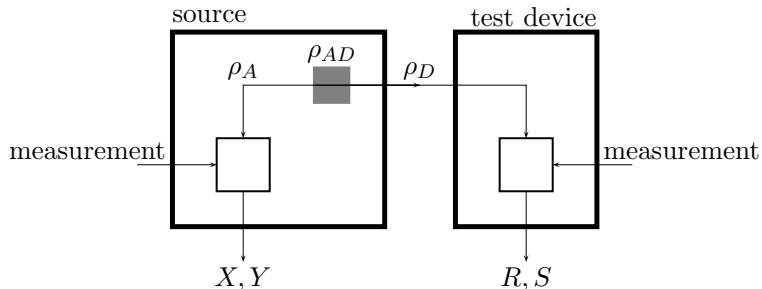 source
test device
ρ_AD
ρ_A
ρ_D
measurement
measurement
X, Y
R, S